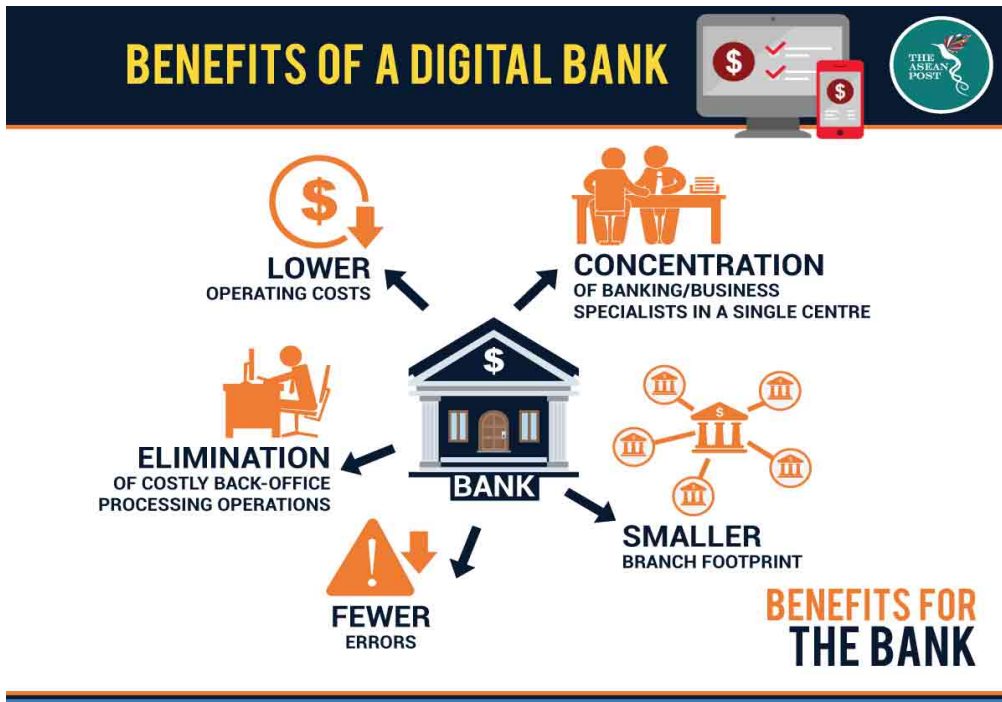 BENEFITS OF A DIGITAL BANK
$
$
THE
ASEAN
POST
$
LOWER
OPERATING COSTS
CONCENTRATION
OF BANKING/BUSINESS
SPECIALISTS IN A SINGLE CENTRE
$
BANK
ELIMINATION
OF COSTLY BACK-OFFICE
PROCESSING OPERATIONS
$
SMALLER
BRANCH FOOTPRINT
!
FEWER
ERRORS
BENEFITS FOR
THE BANK